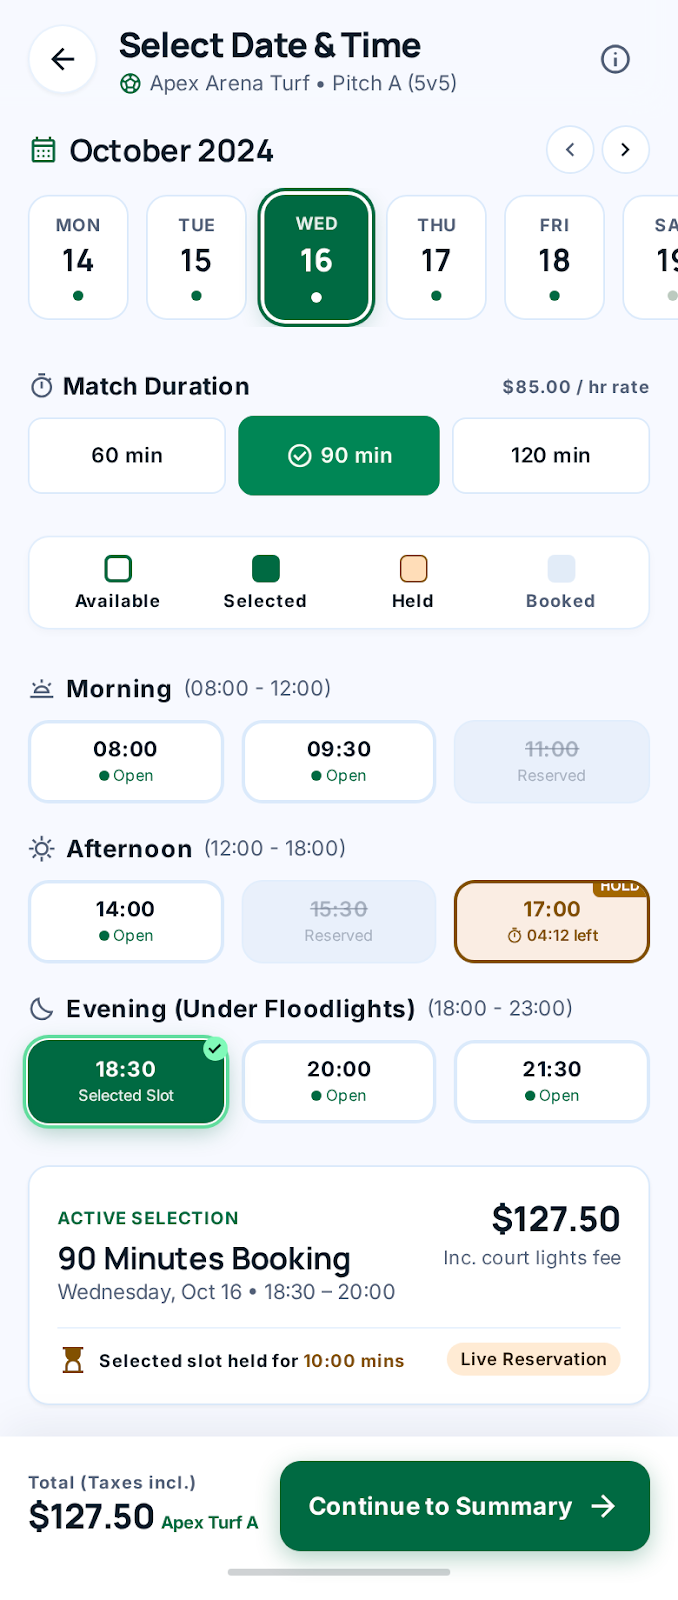 Select Date & Time
Apex Arena Turf • Pitch A (5v5)
October 2024
MON TUE WED THU FRI
14 15 16 17 18
Match Duration $85.00 / hr rate
60 min 90 min 120 min
Available Selected Held Booked
Morning (08:00 - 12:00)
08:00 09:30 11:00
Open Open Reserved
Afternoon (12:00 - 18:00)
HOLD
14:00 15:30 17:00
Open Reserved 04:12 left
Evening (Under Floodlights) (18:00 - 23:00)
18:30 20:00 21:30
Selected Slot Open Open
ACTIVE SELECTION $127.50
90 Minutes Booking Inc. court lights fee
Wednesday, Oct 16 • 18:30 – 20:00
Selected slot held for 10:00 mins Live Reservation
Total (Taxes incl.)
$127.50 Apex Turf A Continue to Summary